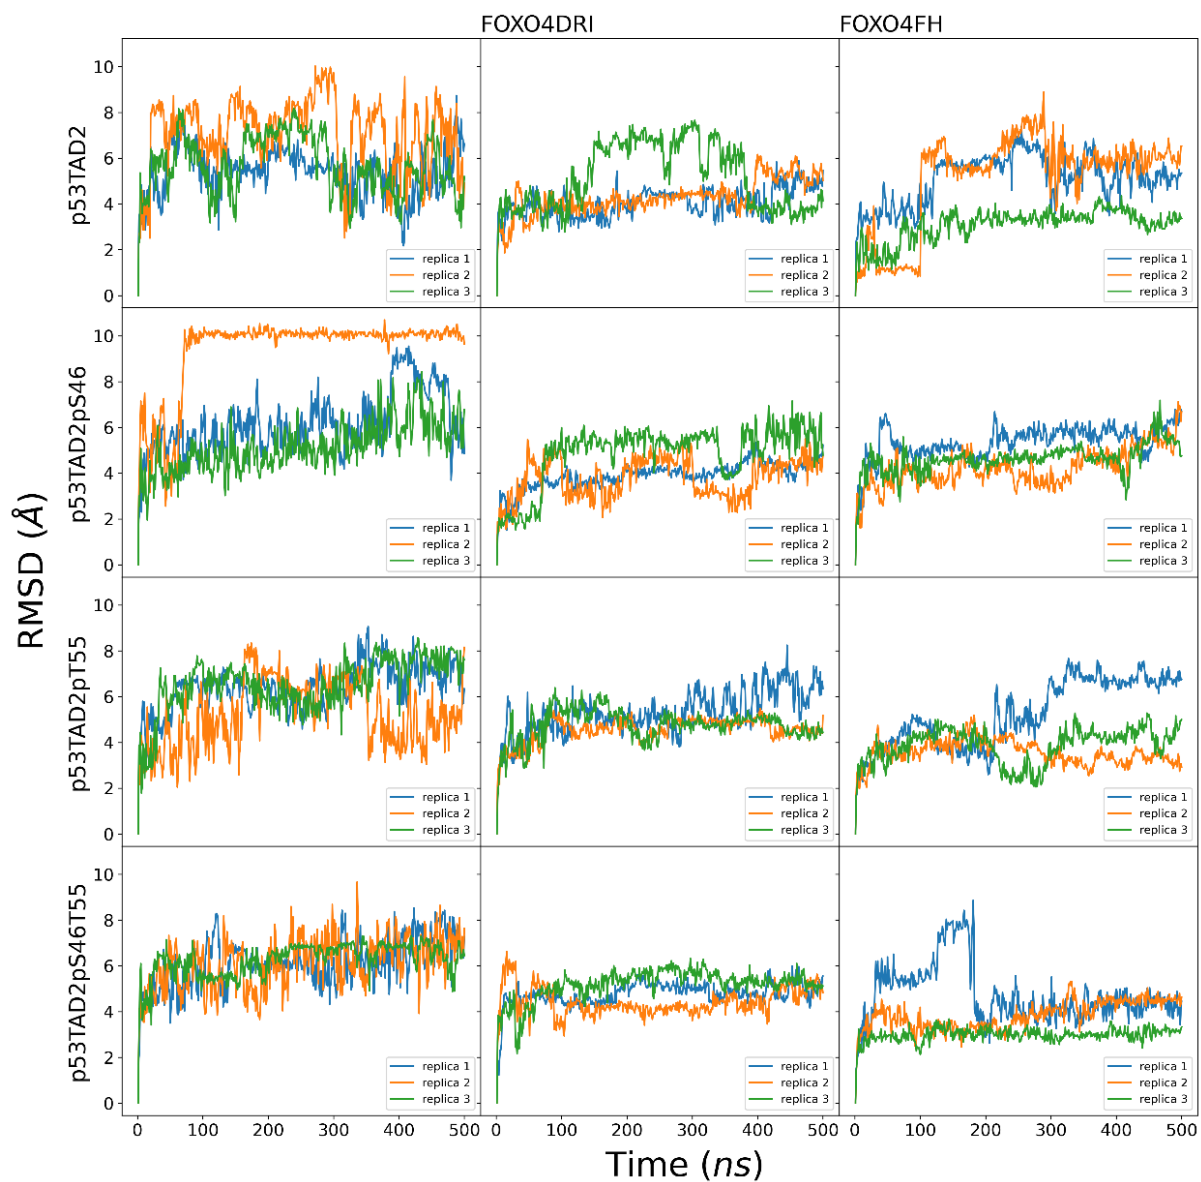 FOXO4DRI FOXO4FH
RMSD (Å)
p53TAD2
10
8
6
4
2
0
replica 1
replica 2
replica 3
replica 1
replica 2
replica 3
replica 1
replica 2
replica 3
p53TAD2pS46
10
8
6
4
2
0
replica 1
replica 2
replica 3
replica 1
replica 2
replica 3
replica 1
replica 2
replica 3
p53TAD2pT55
10
8
6
4
2
0
replica 1
replica 2
replica 3
replica 1
replica 2
replica 3
replica 1
replica 2
replica 3
p53TAD2pS46T55
10
8
6
4
2
0
replica 1
replica 2
replica 3
replica 1
replica 2
replica 3
replica 1
replica 2
replica 3
0 100 200 300 400 500 0 100 200 300 400 500 0 100 200 300 400 500
Time (ns)